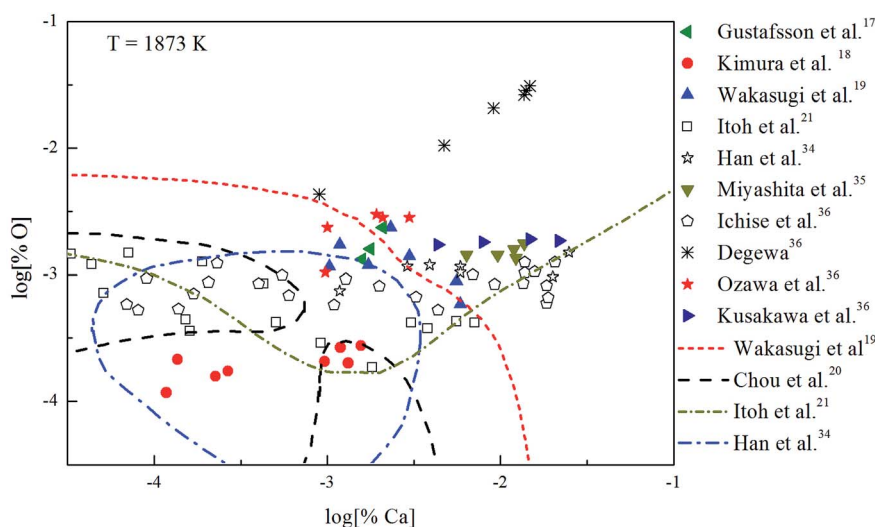 T = 1873 K
log[% O]
-1
-2
-3
-4
-4
-3
-2
-1
log[% Ca]
Gustafsson et al.17
Kimura et al. 18
Wakasugi et al.19
Itoh et al.21
Han et al.34
Miyashita et al.35
Ichise et al.36
Degewa36
Ozawa et al.36
Kusakawa et al.36
Wakasugi et al19
Chou et al.20
Itoh et al.21
Han et al.34